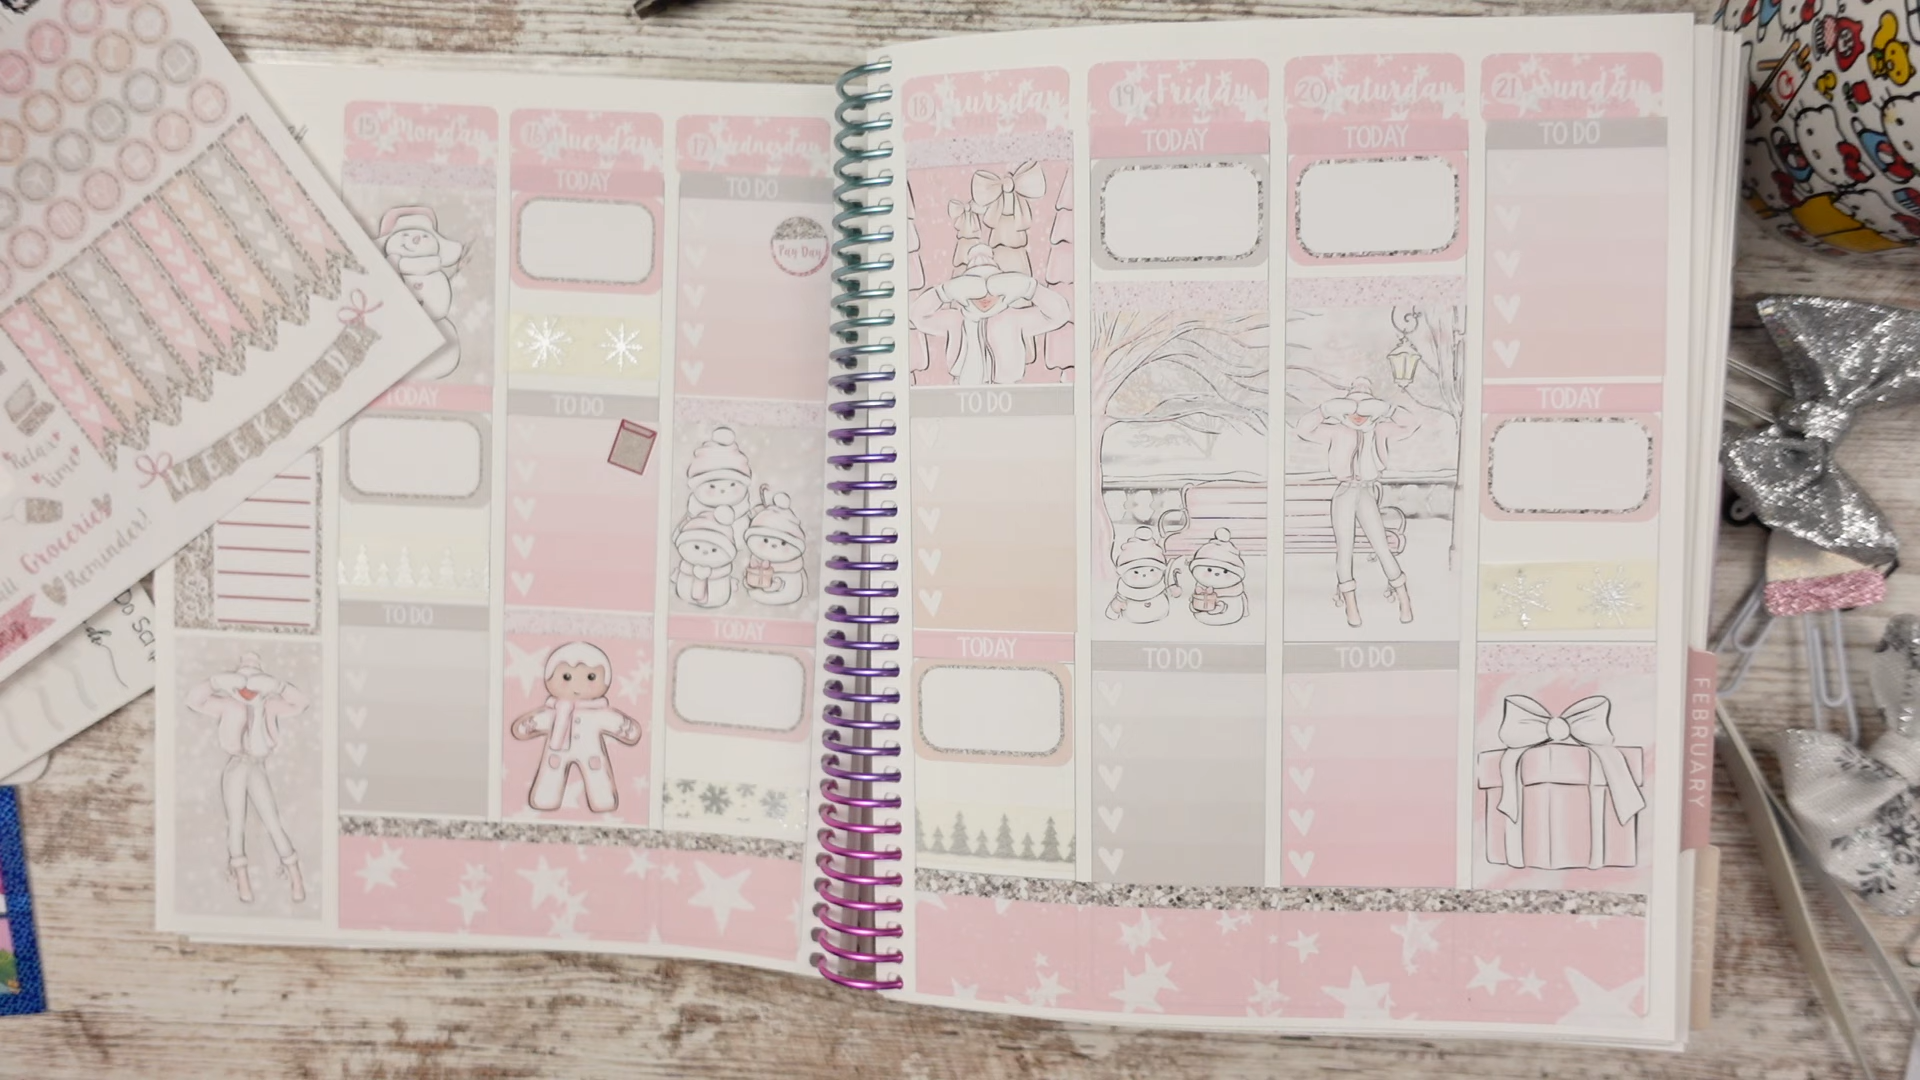 15 Monday
16 Tuesday
17 Wednesday
18 Thursday
19 Friday
20 Saturday
21 Sunday
TODAY
TO DO
TODAY
TODAY
TO DO
Pay Day
TODAY
TO DO
TO DO
TODAY
TO DO
TODAY
TO DO
TODAY
TO DO
TO DO
WEEKEND
Relax
time
Groceries
Reminder!
Do
FEBRUARY